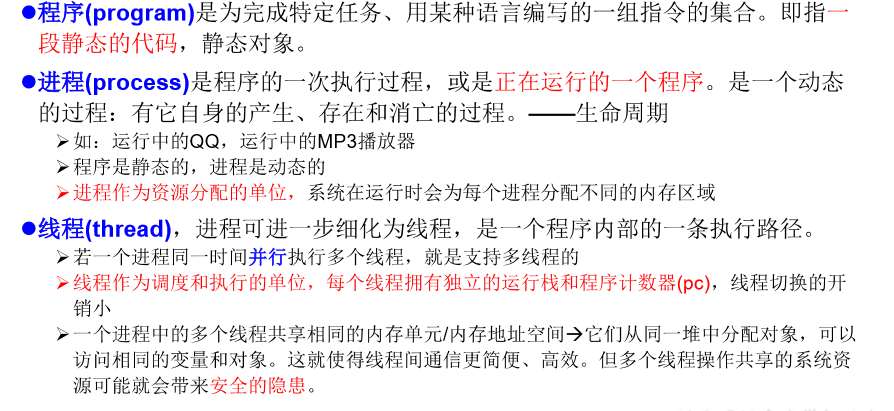 ●程序(program)是为完成特定任务、用某种语言编写的一组指令的集合。即指一
段静态的代码，静态对象。
●进程(process)是程序的一次执行过程，或是正在运行的一个程序。是一个动态
的过程：有它自身的产生、存在和消亡的过程。——生命周期
➢如：运行中的QQ，运行中的MP3播放器
➢程序是静态的，进程是动态的
➢进程作为资源分配的单位，系统在运行时会为每个进程分配不同的内存区域
●线程(thread)，进程可进一步细化为线程，是一个程序内部的一条执行路径。
➢若一个进程同一时间并行执行多个线程，就是支持多线程的
➢线程作为调度和执行的单位，每个线程拥有独立的运行栈和程序计数器(pc)，线程切换的开
销小
➢一个进程中的多个线程共享相同的内存单元/内存地址空间→它们从同一堆中分配对象，可以
访问相同的变量和对象。这就使得线程间通信更简便、高效。但多个线程操作共享的系统资
源可能就会带来安全的隐患。